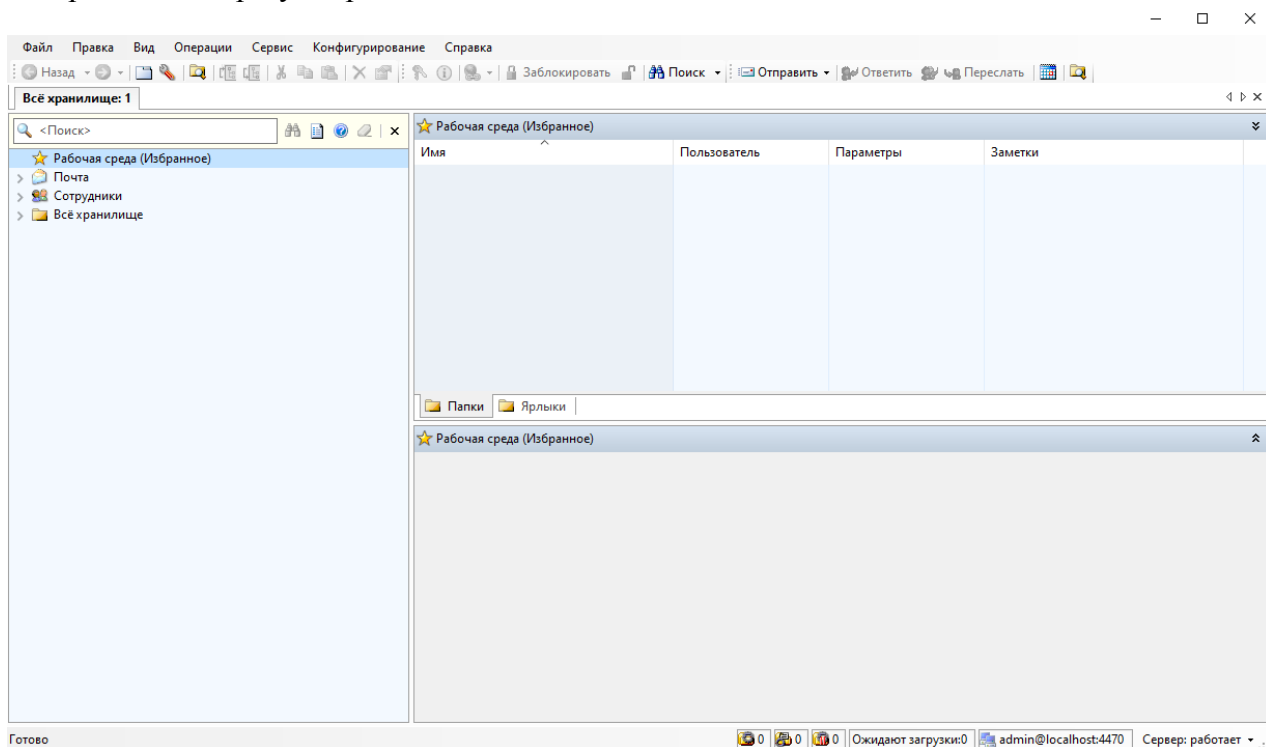 Файл Правка Вид Операции Сервис Конфигурирование Справка
Назад Заблокировать Поиск Отправить Ответить Переслать
Всё хранилище: 1
<Поиск>
Рабочая среда (Избранное)
Почта
Сотрудники
Всё хранилище
Рабочая среда (Избранное)
Имя Пользователь Параметры Заметки
Папки Ярлыки
Рабочая среда (Избранное)
Готово 0 0 0 Ожидают загрузки:0 admin@localhost:4470 Сервер: работает